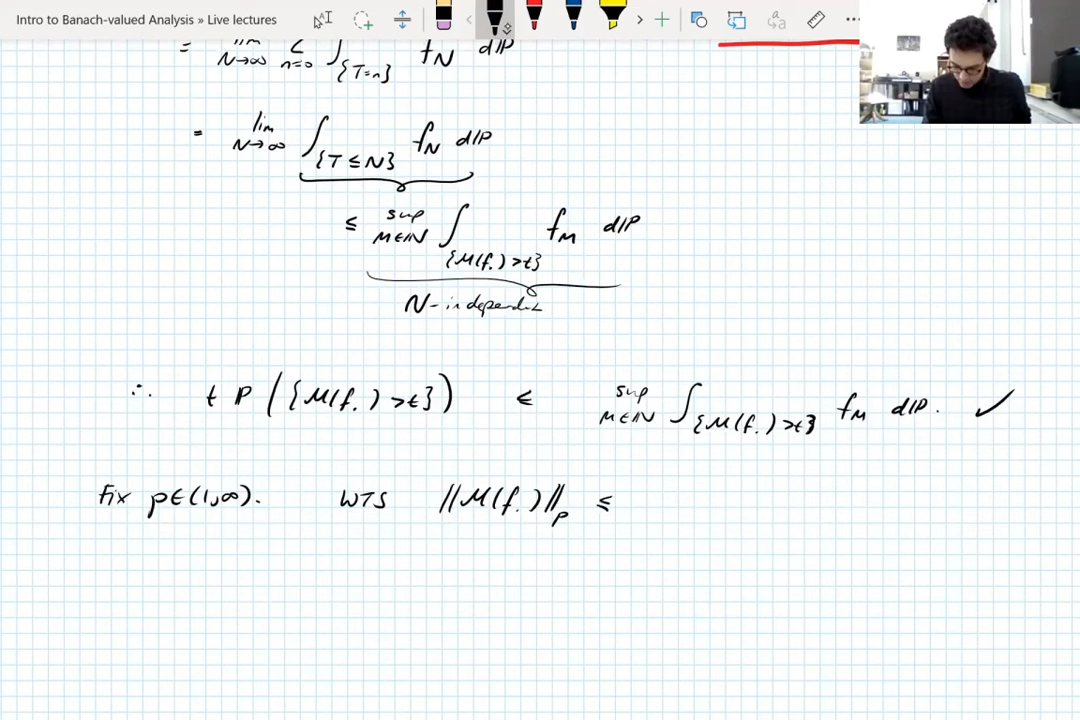 Intro to Banach-valued Analysis » Live lectures
= lim N→∞ Σ n=0 ∫ {T=n} f_N dℙ
= lim N→∞ ∫ {T ≤ N} f_N dℙ
≤ sup M∈ℕ ∫ {M(f.) > t} f_M dℙ
N-independent
∴ t ℙ ({M(f.) > t}) ≤ sup M∈ℕ ∫ {M(f.) > t} f_M dℙ. ✓
Fix p∈(1,∞). WTS ||M(f.)||_p ≤